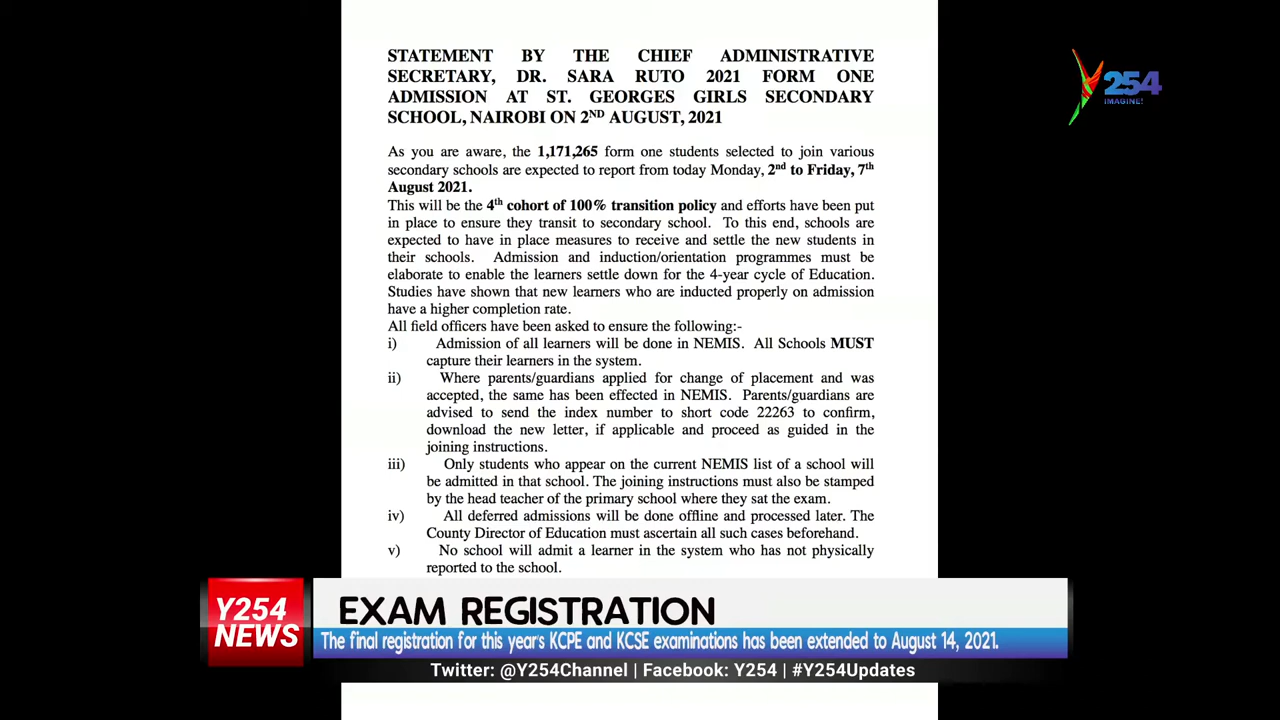 STATEMENT BY THE CHIEF ADMINISTRATIVE
SECRETARY, DR. SARA RUTO 2021 FORM ONE
ADMISSION AT ST. GEORGES GIRLS SECONDARY
SCHOOL, NAIROBI ON 2ND AUGUST, 2021
As you are aware, the 1,171,265 form one students selected to join various
secondary schools are expected to report from today Monday, 2nd to Friday, 7th
August 2021.
This will be the 4th cohort of 100% transition policy and efforts have been put
in place to ensure they transit to secondary school. To this end, schools are
expected to have in place measures to receive and settle the new students in
their schools. Admission and induction/orientation programmes must be
elaborate to enable the learners settle down for the 4-year cycle of Education.
Studies have shown that new learners who are inducted properly on admission
have a higher completion rate.
All field officers have been asked to ensure the following:-
i) Admission of all learners will be done in NEMIS. All Schools MUST
capture their learners in the system.
ii) Where parents/guardians applied for change of placement and was
accepted, the same has been effected in NEMIS. Parents/guardians are
advised to send the index number to short code 22263 to confirm,
download the new letter, if applicable and proceed as guided in the
joining instructions.
iii) Only students who appear on the current NEMIS list of a school will
be admitted in that school. The joining instructions must also be stamped
by the head teacher of the primary school where they sat the exam.
iv) All deferred admissions will be done offline and processed later. The
County Director of Education must ascertain all such cases beforehand.
v) No school will admit a learner in the system who has not physically
reported to the school.
Y254
IMAGINE!
Y254
NEWS
EXAM REGISTRATION
The final registration for this year's KCPE and KCSE examinations has been extended to August 14, 2021.
Twitter: @Y254Channel | Facebook: Y254 | #Y254Updates